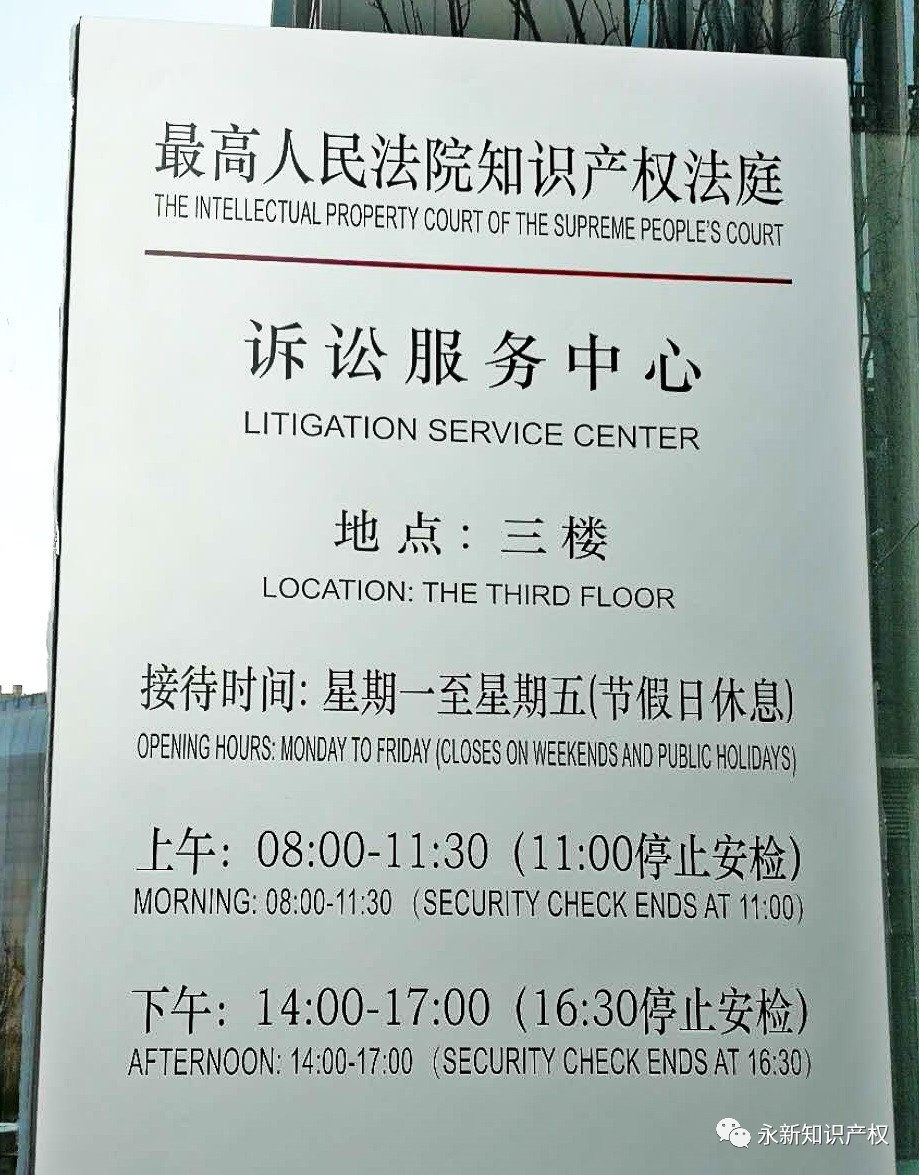 最高人民法院知识产权法庭
THE INTELLECTUAL PROPERTY COURT OF THE SUPREME PEOPLE'S COURT
诉讼服务中心
LITIGATION SERVICE CENTER
地点：三楼
LOCATION: THE THIRD FLOOR
接待时间：星期一至星期五(节假日休息)
OPENING HOURS: MONDAY TO FRIDAY (CLOSES ON WEEKENDS AND PUBLIC HOLIDAYS)
上午：08:00-11:30（11:00停止安检）
MORNING: 08:00-11:30（SECURITY CHECK ENDS AT 11:00）
下午：14:00-17:00（16:30停止安检）
AFTERNOON: 14:00-17:00（SECURITY CHECK ENDS AT 16:30）
永新知识产权